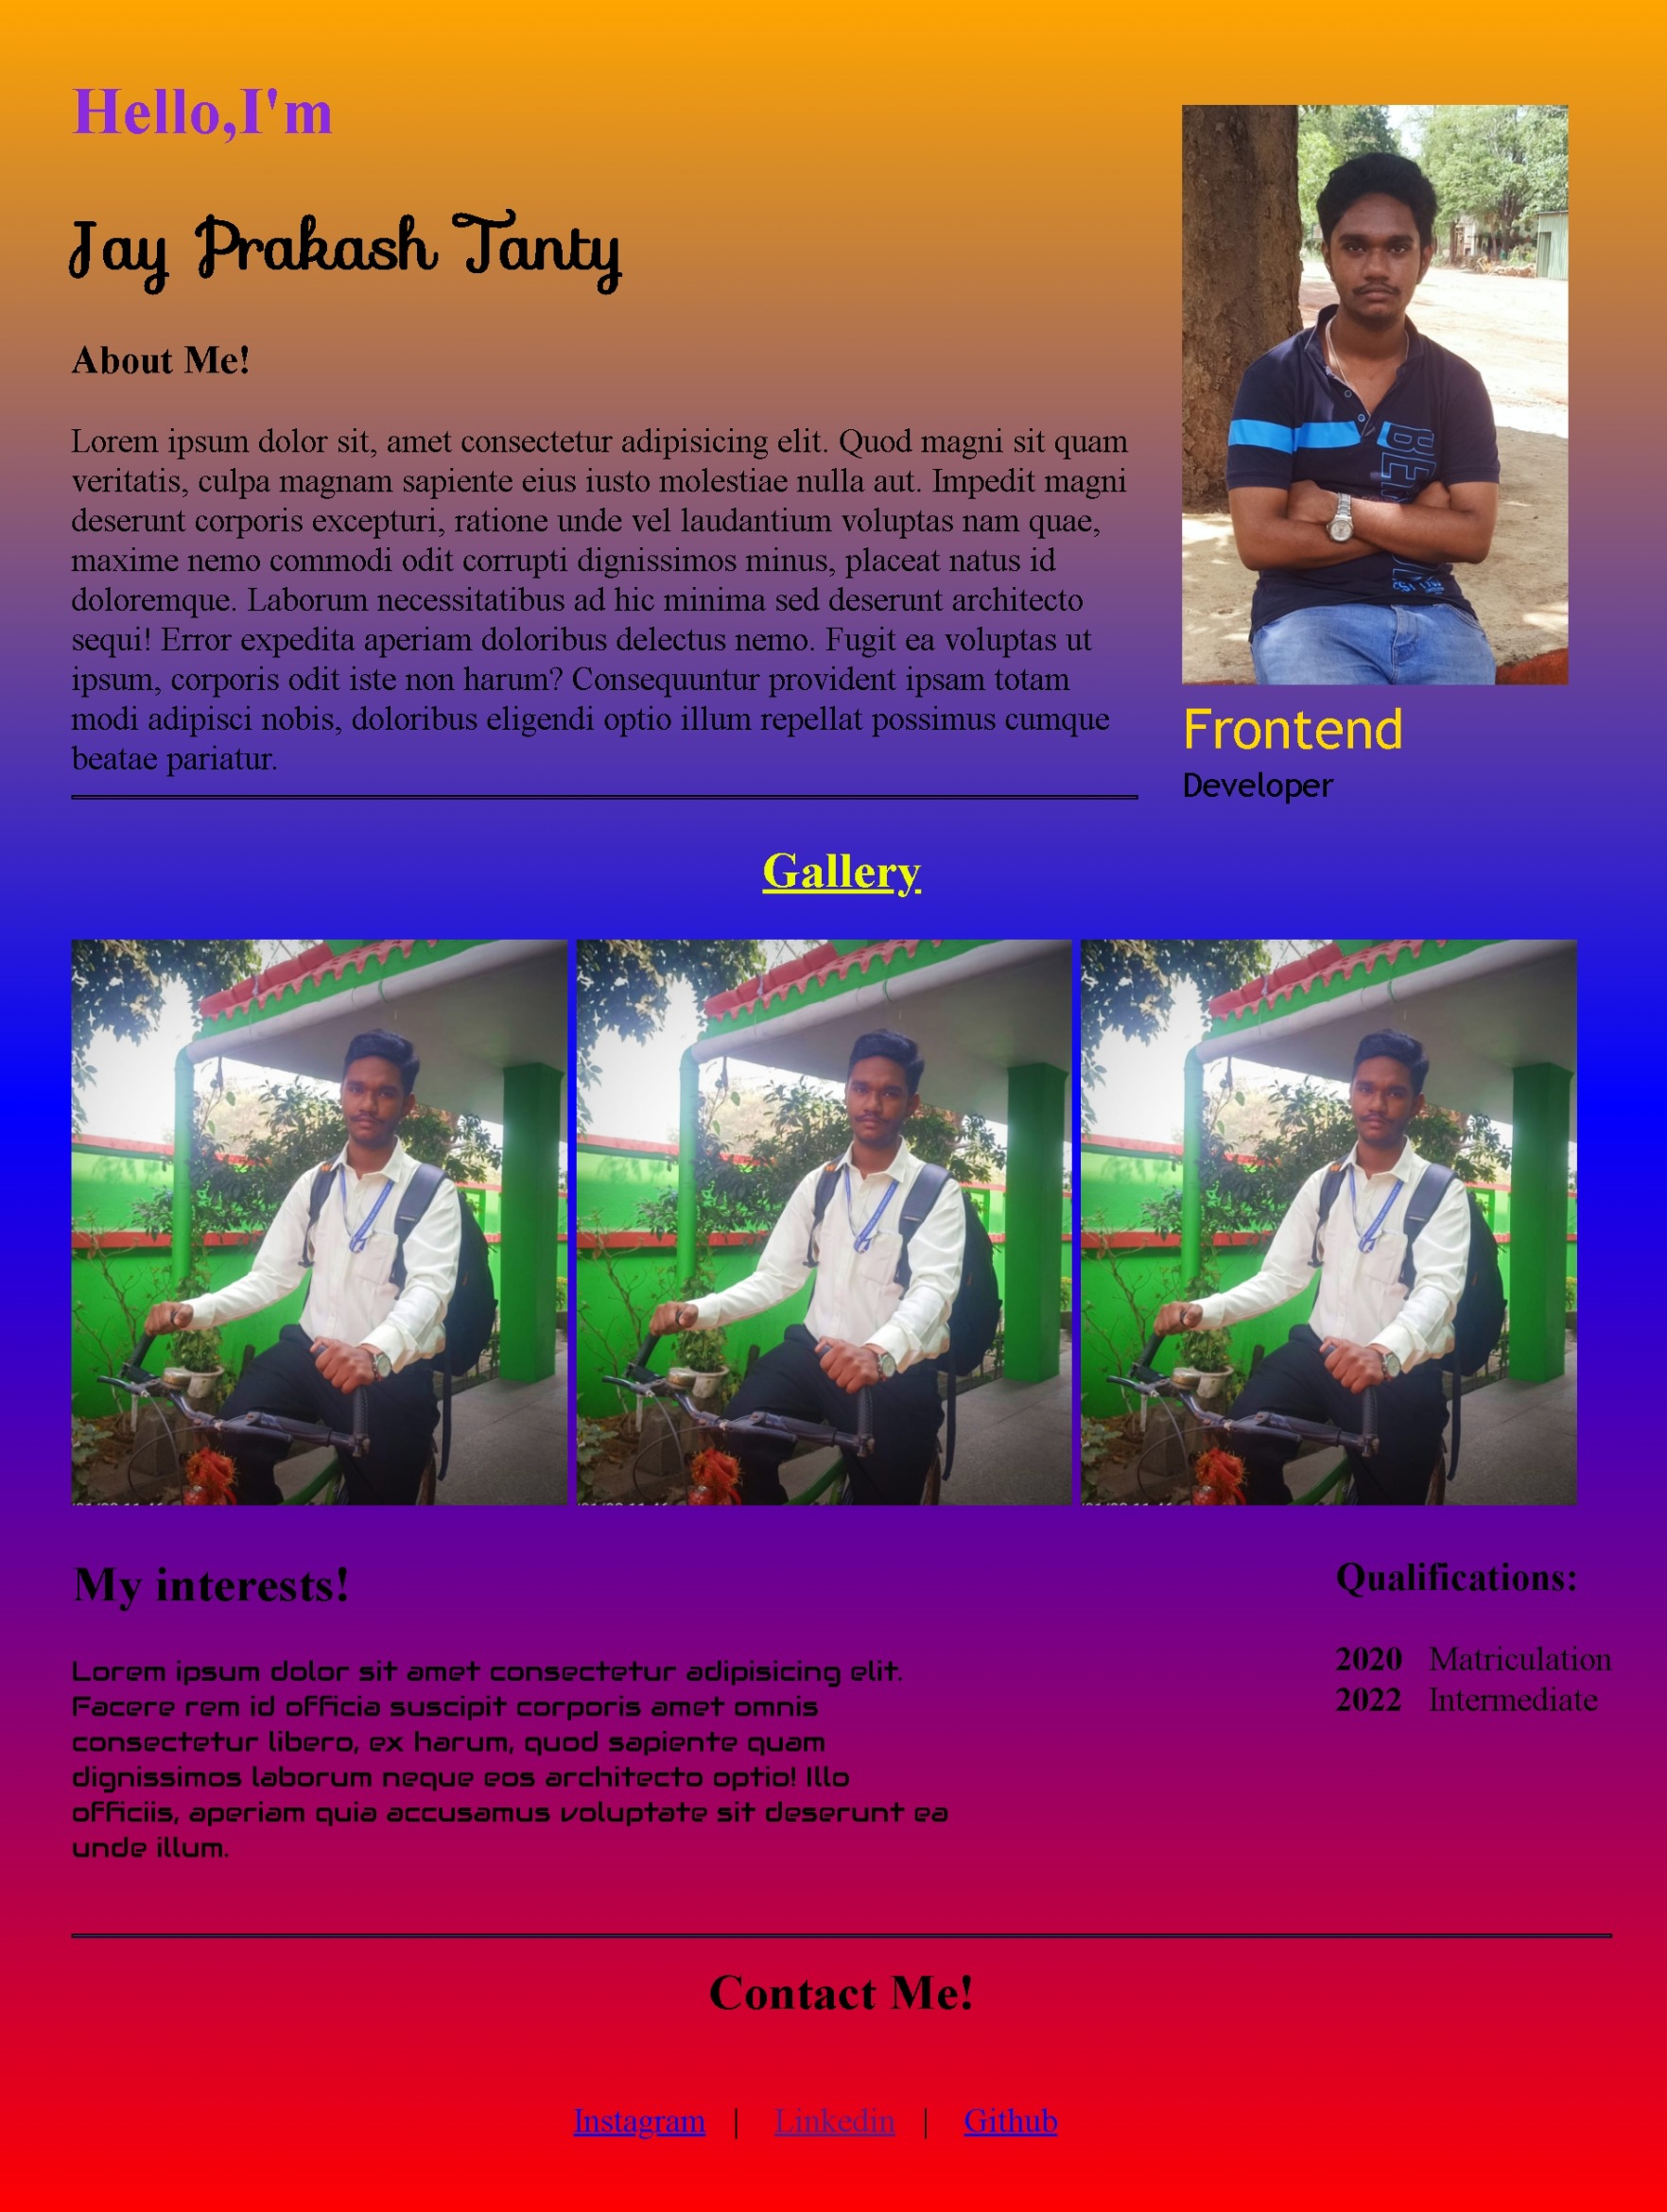 Hello,I'm
Jay Prakash Tanty
About Me!
Lorem ipsum dolor sit, amet consectetur adipisicing elit. Quod magni sit quam
veritatis, culpa magnam sapiente eius iusto molestiae nulla aut. Impedit magni
deserunt corporis excepturi, ratione unde vel laudantium voluptas nam quae,
maxime nemo commodi odit corrupti dignissimos minus, placeat natus id
doloremque. Laborum necessitatibus ad hic minima sed deserunt architecto
sequi! Error expedita aperiam doloribus delectus nemo. Fugit ea voluptas ut
ipsum, corporis odit iste non harum? Consequuntur provident ipsam totam
modi adipisci nobis, doloribus eligendi optio illum repellat possimus cumque
beatae pariatur.
Frontend
Developer
Gallery
My interests!
Lorem ipsum dolor sit amet consectetur adipisicing elit.
Facere rem id officia suscipit corporis amet omnis
consectetur libero, ex harum, quod sapiente quam
dignissimos laborum neque eos architecto optio! Illo
officiis, aperiam quia accusamus voluptate sit deserunt ea
unde illum.
Qualifications:
2020 Matriculation
2022 Intermediate
Contact Me!
Instagram | Linkedin | Github